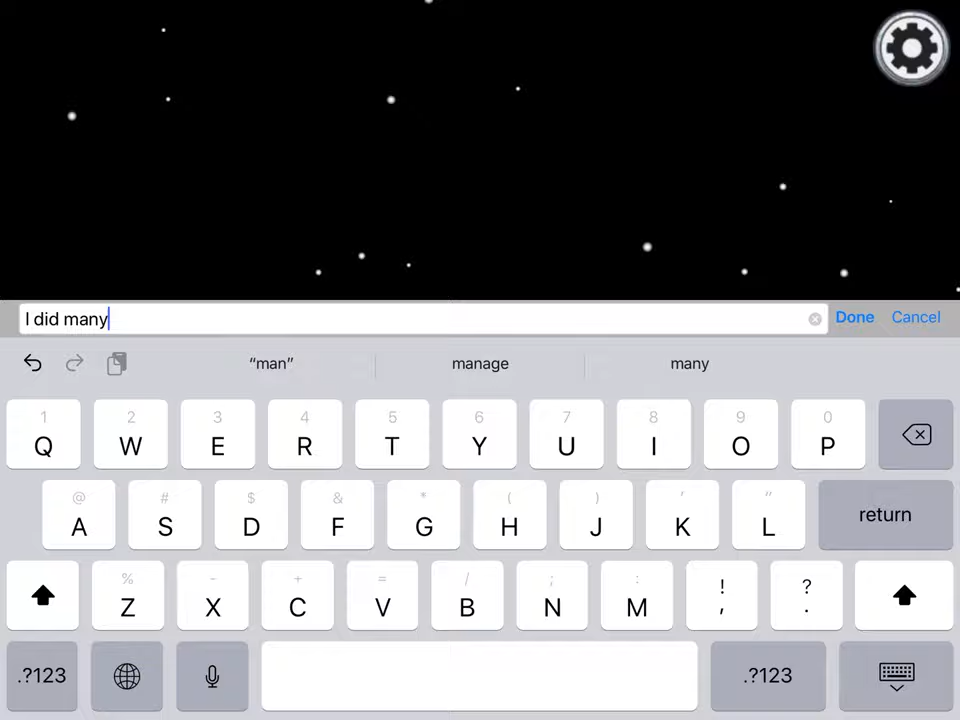 I did many
Done Cancel
“man” manage many
1 2 3 4 5 6 7 8 9 0
Q W E R T Y U I O P
@ # $ & * ( ) ' "
A S D F G H J K L return
% - + = / ; : ! ?
Z X C V B N M , .
.?123 .?123